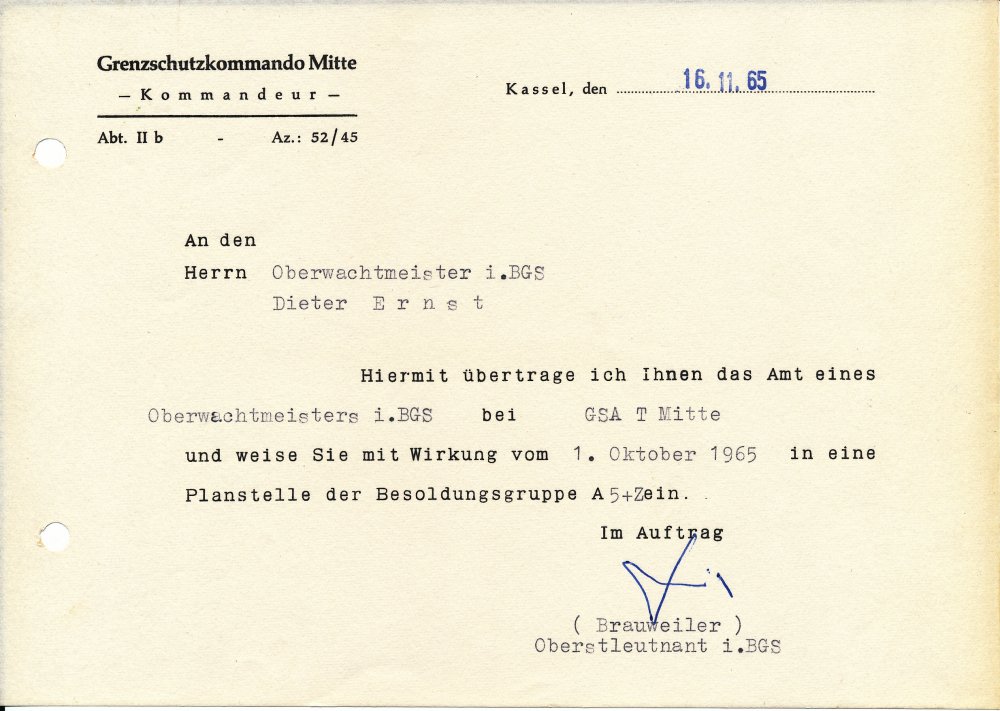 Grenzschutzkommando Mitte
– Kommandeur –
Abt. II b - Az.: 52/45
Kassel, den 16. 11. 65
An den
Herrn Oberwachtmeister i.BGS
Dieter Ernst
Hiermit übertrage ich Ihnen das Amt eines
Oberwachtmeisters i.BGS bei GSA T Mitte
und weise Sie mit Wirkung vom 1. Oktober 1965 in eine
Planstelle der Besoldungsgruppe A 5+Zein.
Im Auftrag
( Brauweiler )
Oberstleutnant i.BGS